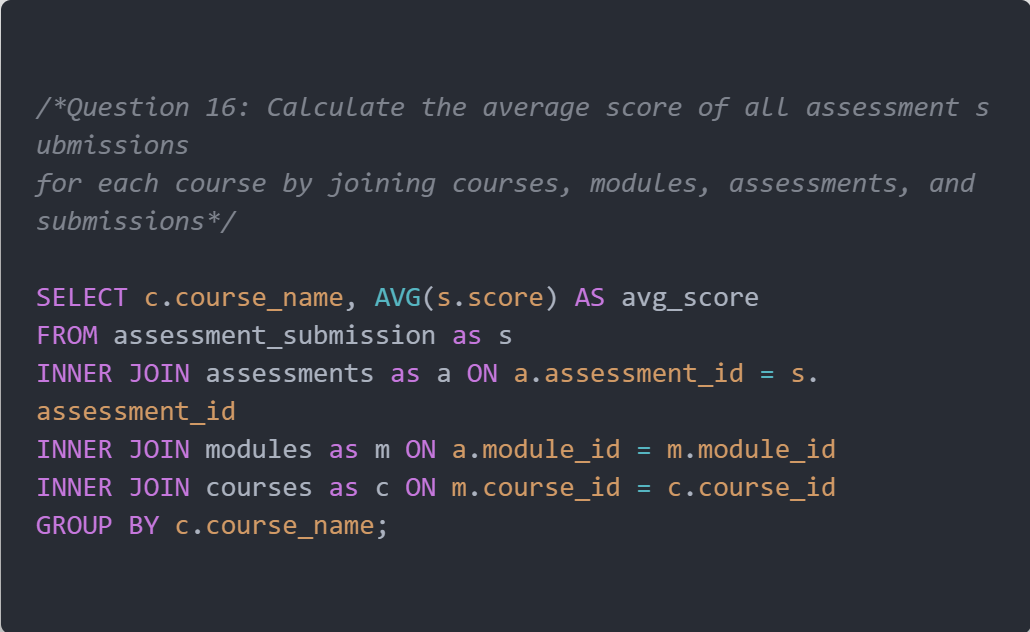 /*Question 16: Calculate the average score of all assessment s
ubmissions
for each course by joining courses, modules, assessments, and
submissions*/
SELECT c.course_name, AVG(s.score) AS avg_score
FROM assessment_submission as s
INNER JOIN assessments as a ON a.assessment_id = s.
assessment_id
INNER JOIN modules as m ON a.module_id = m.module_id
INNER JOIN courses as c ON m.course_id = c.course_id
GROUP BY c.course_name;